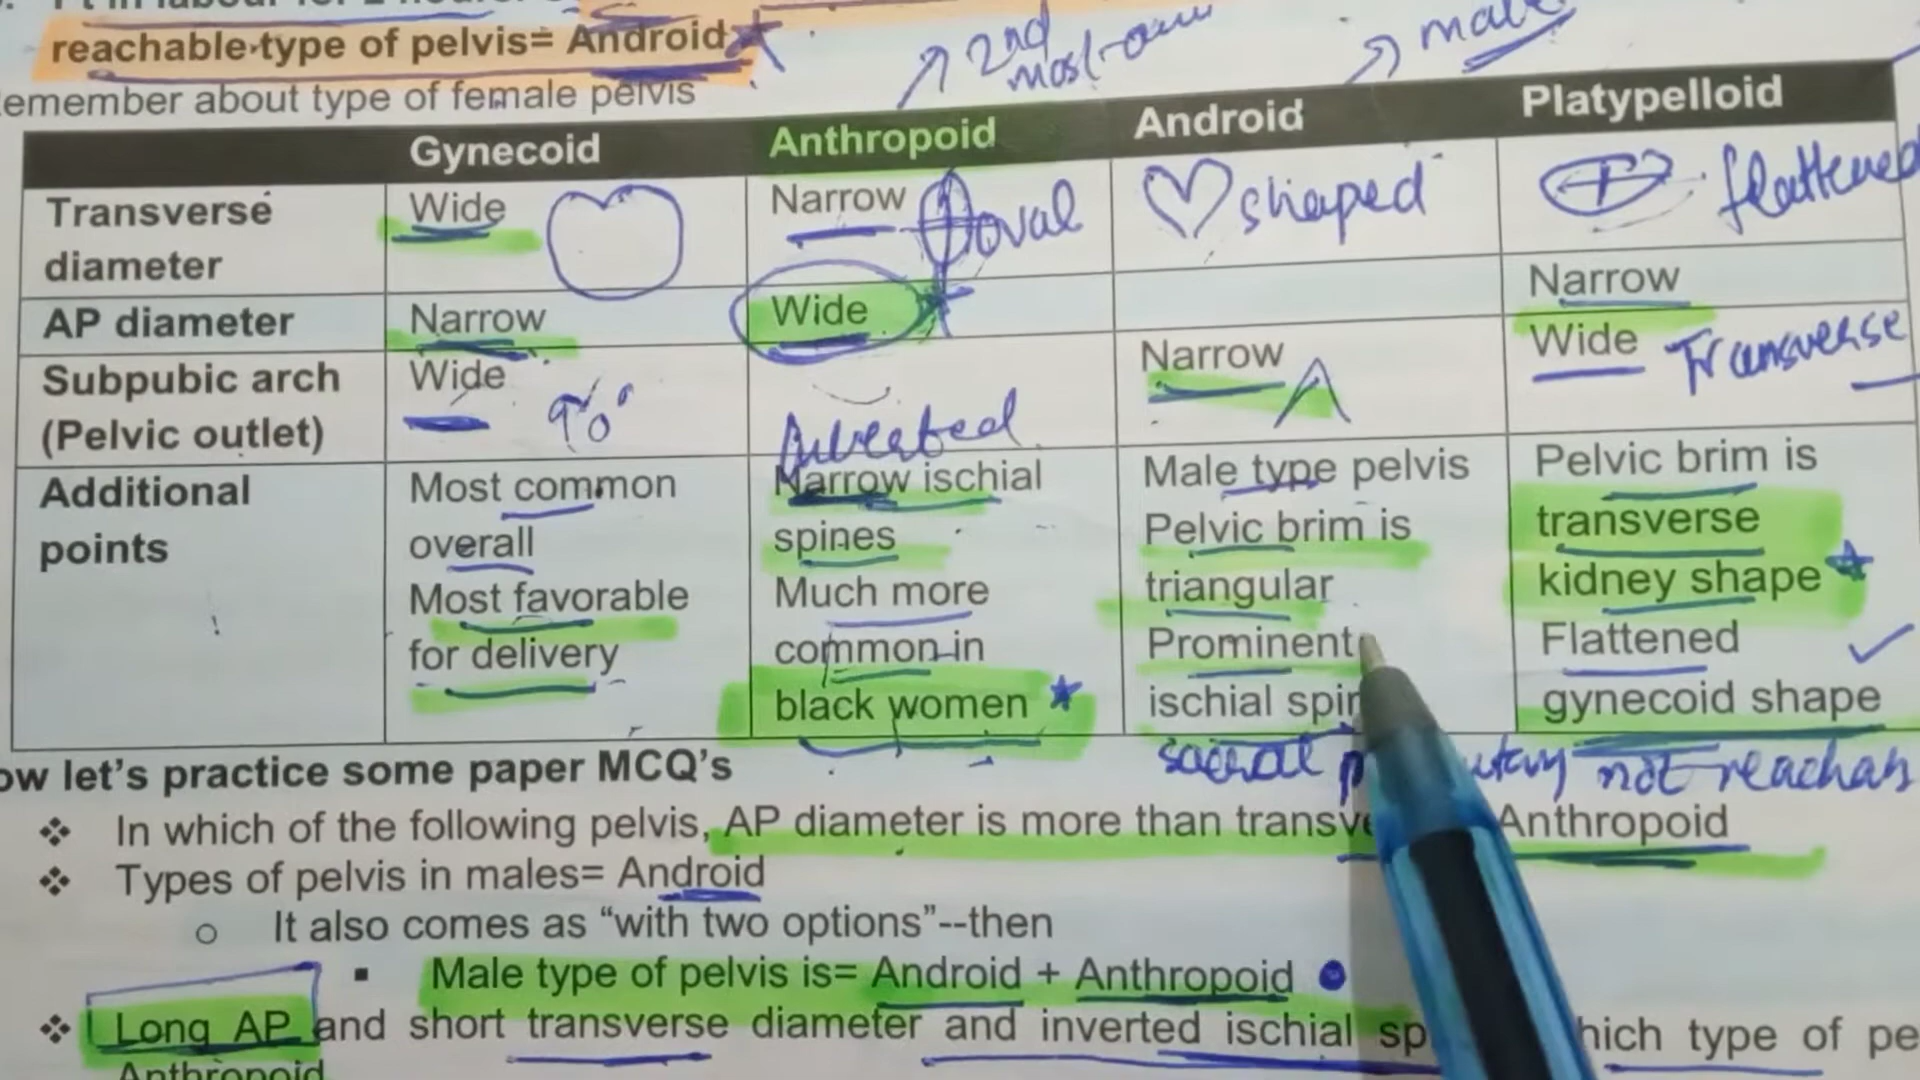 reachable type of pelvis= Android
emember about type of female pelvis
2nd
most
male
Gynecoid Anthropoid Android Platypelloid
Transverse diameter
Wide
Narrow
oval
shaped
flattened
AP diameter
Narrow
Wide
Narrow
Subpubic arch
(Pelvic outlet)
Wide
90°
Narrow
Wide
Transverse
Additional
points
Most common
overall
Most favorable
for delivery
Narrow ischial
spines
Much more
common in
black women
Male type pelvis
Pelvic brim is
triangular
Prominent
ischial spin
Pelvic brim is
transverse
kidney shape
Flattened
gynecoid shape
sacral not reachab
ow let's practice some paper MCQ's
❖ In which of the following pelvis, AP diameter is more than transve Anthropoid
❖ Types of pelvis in males= Android
o It also comes as “with two options”--then
▪ Male type of pelvis is= Android + Anthropoid
❖ Long AP and short transverse diameter and inverted ischial sp hich type of pe
Anthropoid